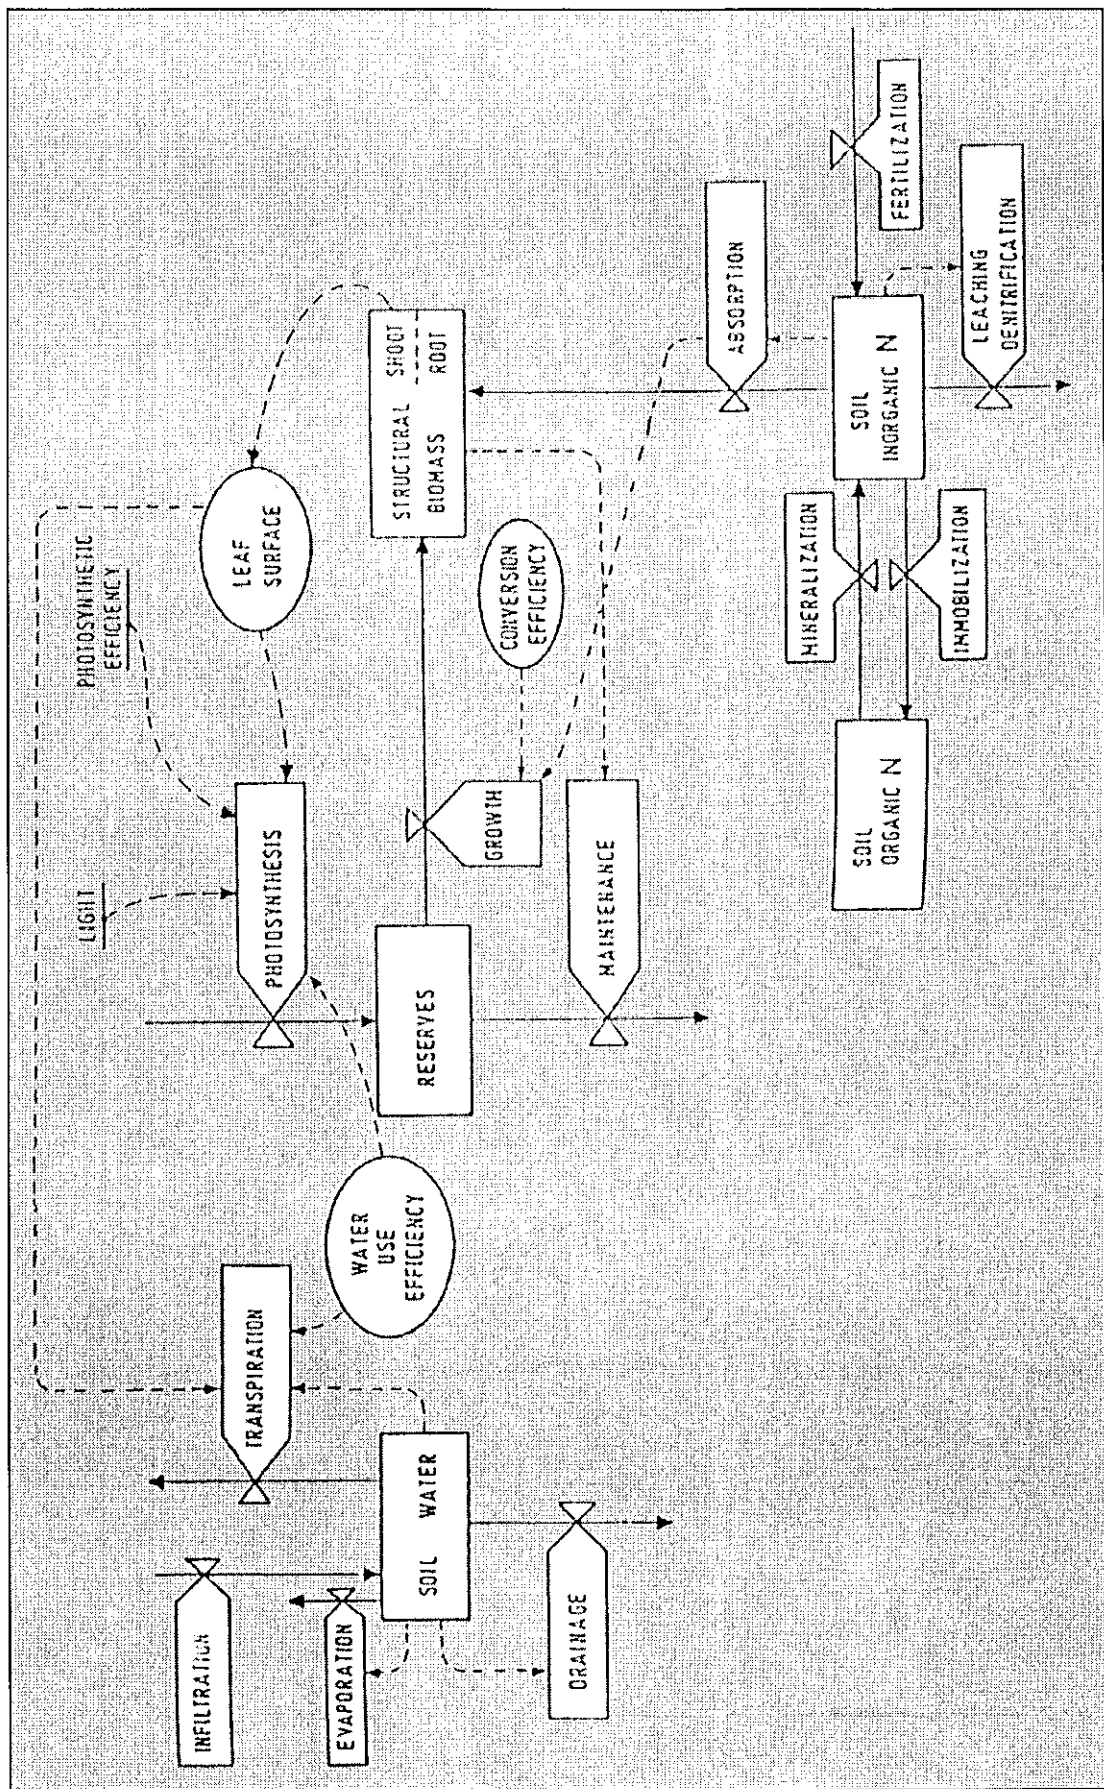 INFILTRATION
EVAPORATION
TRANSPIRATION
SOIL WATER
DRAINAGE
WATER
USE
EFFICIENCY
LIGHT
PHOTOSYNTHETIC
EFFICIENCY
PHOTOSYNTHESIS
LEAF
SURFACE
RESERVES
GROWTH
MAINTENANCE
CONVERSION
EFFICIENCY
STRUCTURAL SHOOT
BIOMASS ROOT
ABSORPTION
MINERALIZATION
IMMOBILIZATION
SOIL
ORGANIC N
SOIL
INORGANIC N
FERTILIZATION
LEACHING
DENITRIFICATION